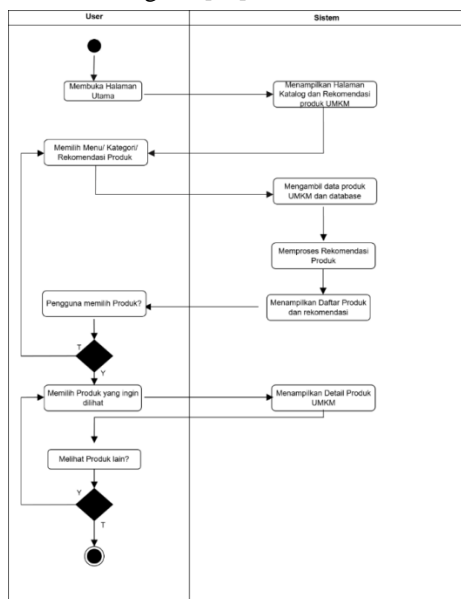 User
Sistem
Membuka Halaman
Utama
Menampilkan Halaman
Katalog dan Rekomendasi
produk UMKM
Memilih Menu/ Kategori/
Rekomendasi Produk
Mengambil data produk
UMKM dan database
Memproses Rekomendasi
Produk
Pengguna memilih Produk?
Menampilkan Daftar Produk
dan rekomendasi
T
Y
Memilih Produk yang ingin
dilihat
Menampilkan Detail Produk
UMKM
Melihat Produk lain?
Y
T